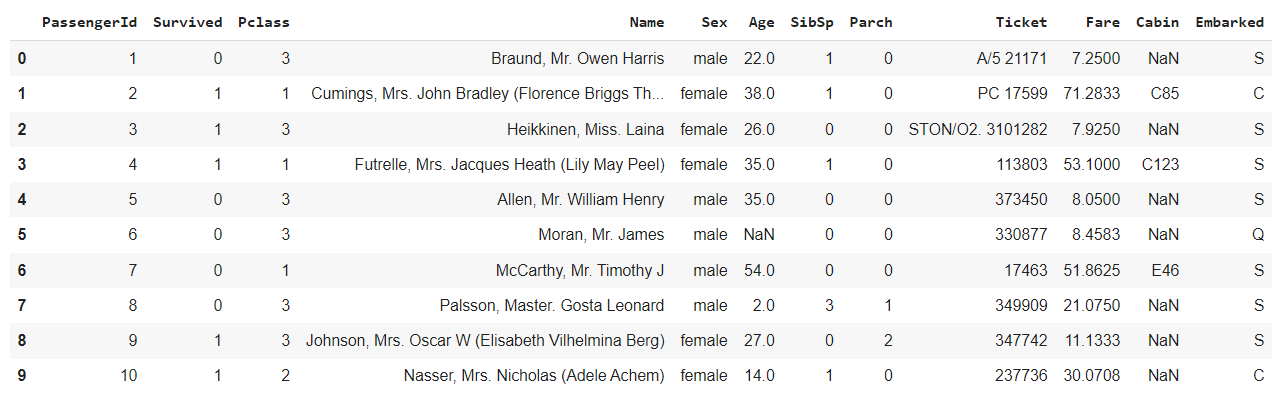 PassengerId Survived Pclass Name Sex Age SibSp Parch Ticket Fare Cabin Embarked
0 1 0 3 Braund, Mr. Owen Harris male 22.0 1 0 A/5 21171 7.2500 NaN S
1 2 1 1 Cumings, Mrs. John Bradley (Florence Briggs Th... female 38.0 1 0 PC 17599 71.2833 C85 C
2 3 1 3 Heikkinen, Miss. Laina female 26.0 0 0 STON/O2. 3101282 7.9250 NaN S
3 4 1 1 Futrelle, Mrs. Jacques Heath (Lily May Peel) female 35.0 1 0 113803 53.1000 C123 S
4 5 0 3 Allen, Mr. William Henry male 35.0 0 0 373450 8.0500 NaN S
5 6 0 3 Moran, Mr. James male NaN 0 0 330877 8.4583 NaN Q
6 7 0 1 McCarthy, Mr. Timothy J male 54.0 0 0 17463 51.8625 E46 S
7 8 0 3 Palsson, Master. Gosta Leonard male 2.0 3 1 349909 21.0750 NaN S
8 9 1 3 Johnson, Mrs. Oscar W (Elisabeth Vilhelmina Berg) female 27.0 0 2 347742 11.1333 NaN S
9 10 1 2 Nasser, Mrs. Nicholas (Adele Achem) female 14.0 1 0 237736 30.0708 NaN C